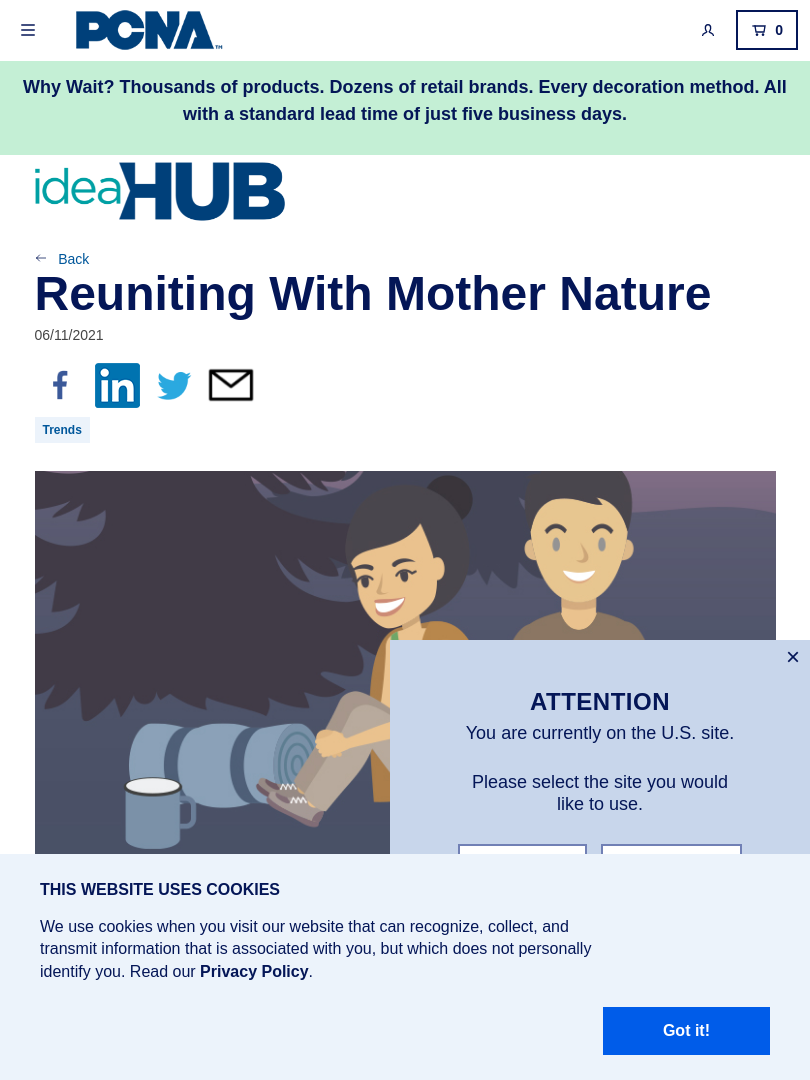 PCNA™
0
Why Wait? Thousands of products. Dozens of retail brands. Every decoration method. All
with a standard lead time of just five business days.
ideaHUB
Back
Reuniting With Mother Nature
06/11/2021
Trends
ATTENTION
You are currently on the U.S. site.
Please select the site you would
like to use.
THIS WEBSITE USES COOKIES
We use cookies when you visit our website that can recognize, collect, and
transmit information that is associated with you, but which does not personally
identify you. Read our Privacy Policy.
Got it!